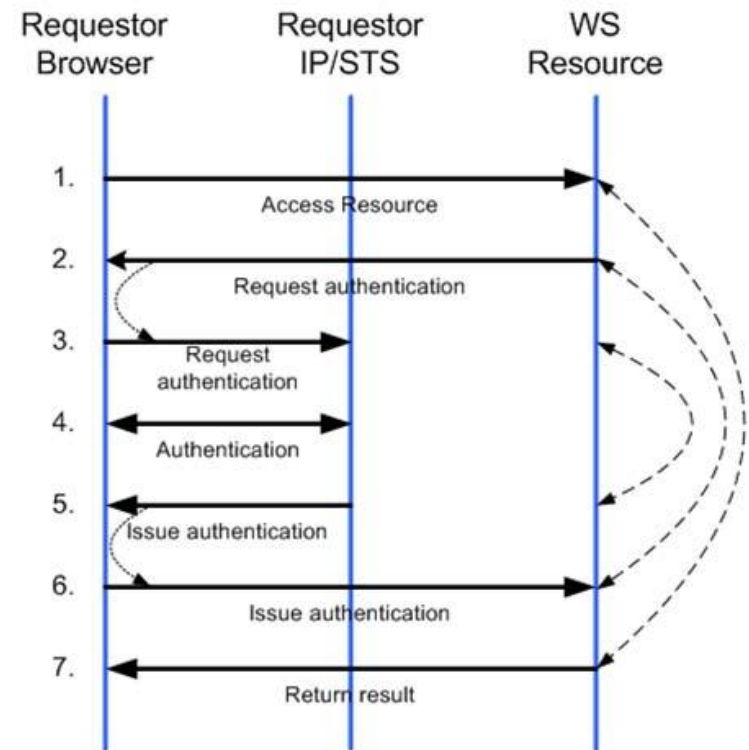 Requestor
Browser
Requestor
IP/STS
WS
Resource
1.
Access Resource
2.
Request authentication
3.
Request
authentication
4.
Authentication
5.
Issue authentication
6.
Issue authentication
7.
Return result